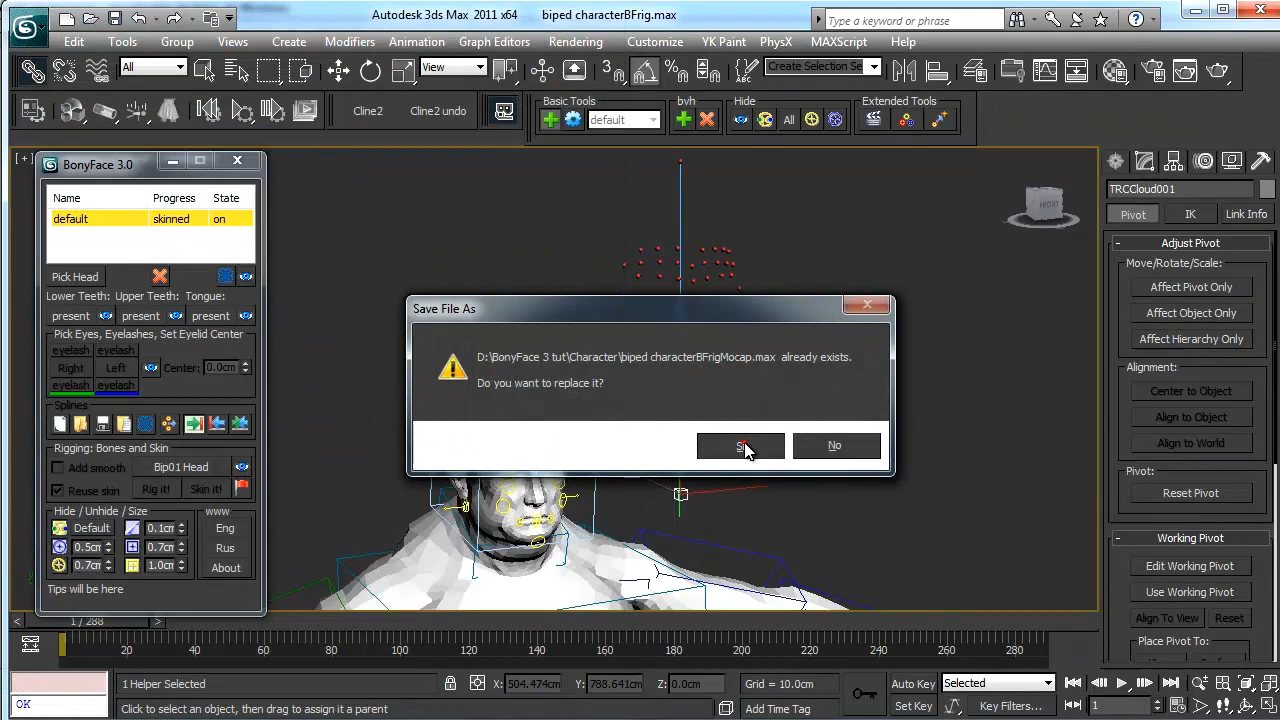 Autodesk 3ds Max 2011 x64 biped characterBFrig.max
Type a keyword or phrase
Edit Tools Group Views Create Modifiers Animation Graph Editors Rendering Customize YK Paint PhysX MAXScript Help
All
View
3
Create Selection Se
Cline2 Cline2 undo
Basic Tools
default
bvh
Hide
All
Extended Tools
[+]
BonyFace 3.0
Name Progress State
default skinned on
Pick Head
Lower Teeth: Upper Teeth: Tongue:
present present present
Pick Eyes, Eyelashes, Set Eyelid Center
eyelash eyelash
Right Left Center: 0.0cm
eyelash eyelash
Splines
Rigging: Bones and Skin
Add smooth Bip01 Head
Reuse skin Rig it! Skin it!
Hide / Unhide / Size www
Default 0.1cm Eng
0.5cm 0.7cm Rus
0.7cm 1.0cm About
Tips will be here
FRONT
Save File As
D:\BonyFace 3 tut\Character\biped characterBFrigMocap.max already exists.
Do you want to replace it?
No
TRCCloud001
Pivot IK Link Info
- Adjust Pivot
Move/Rotate/Scale:
Affect Pivot Only
Affect Object Only
Affect Hierarchy Only
Alignment:
Center to Object
Align to Object
Align to World
Pivot:
Reset Pivot
- Working Pivot
Edit Working Pivot
Use Working Pivot
Align To View Reset
Place Pivot To:
< 1 / 288 >
20 40 60 80 100 120 140 160 180 200 220 240 260 280
OK
1 Helper Selected
X: 504.474cm Y: 788.641cm Z: 0.0cm
Grid = 10.0cm
Auto Key Selected
Click to select an object, then drag to assign it a parent
Add Time Tag
Set Key Key Filters... 1